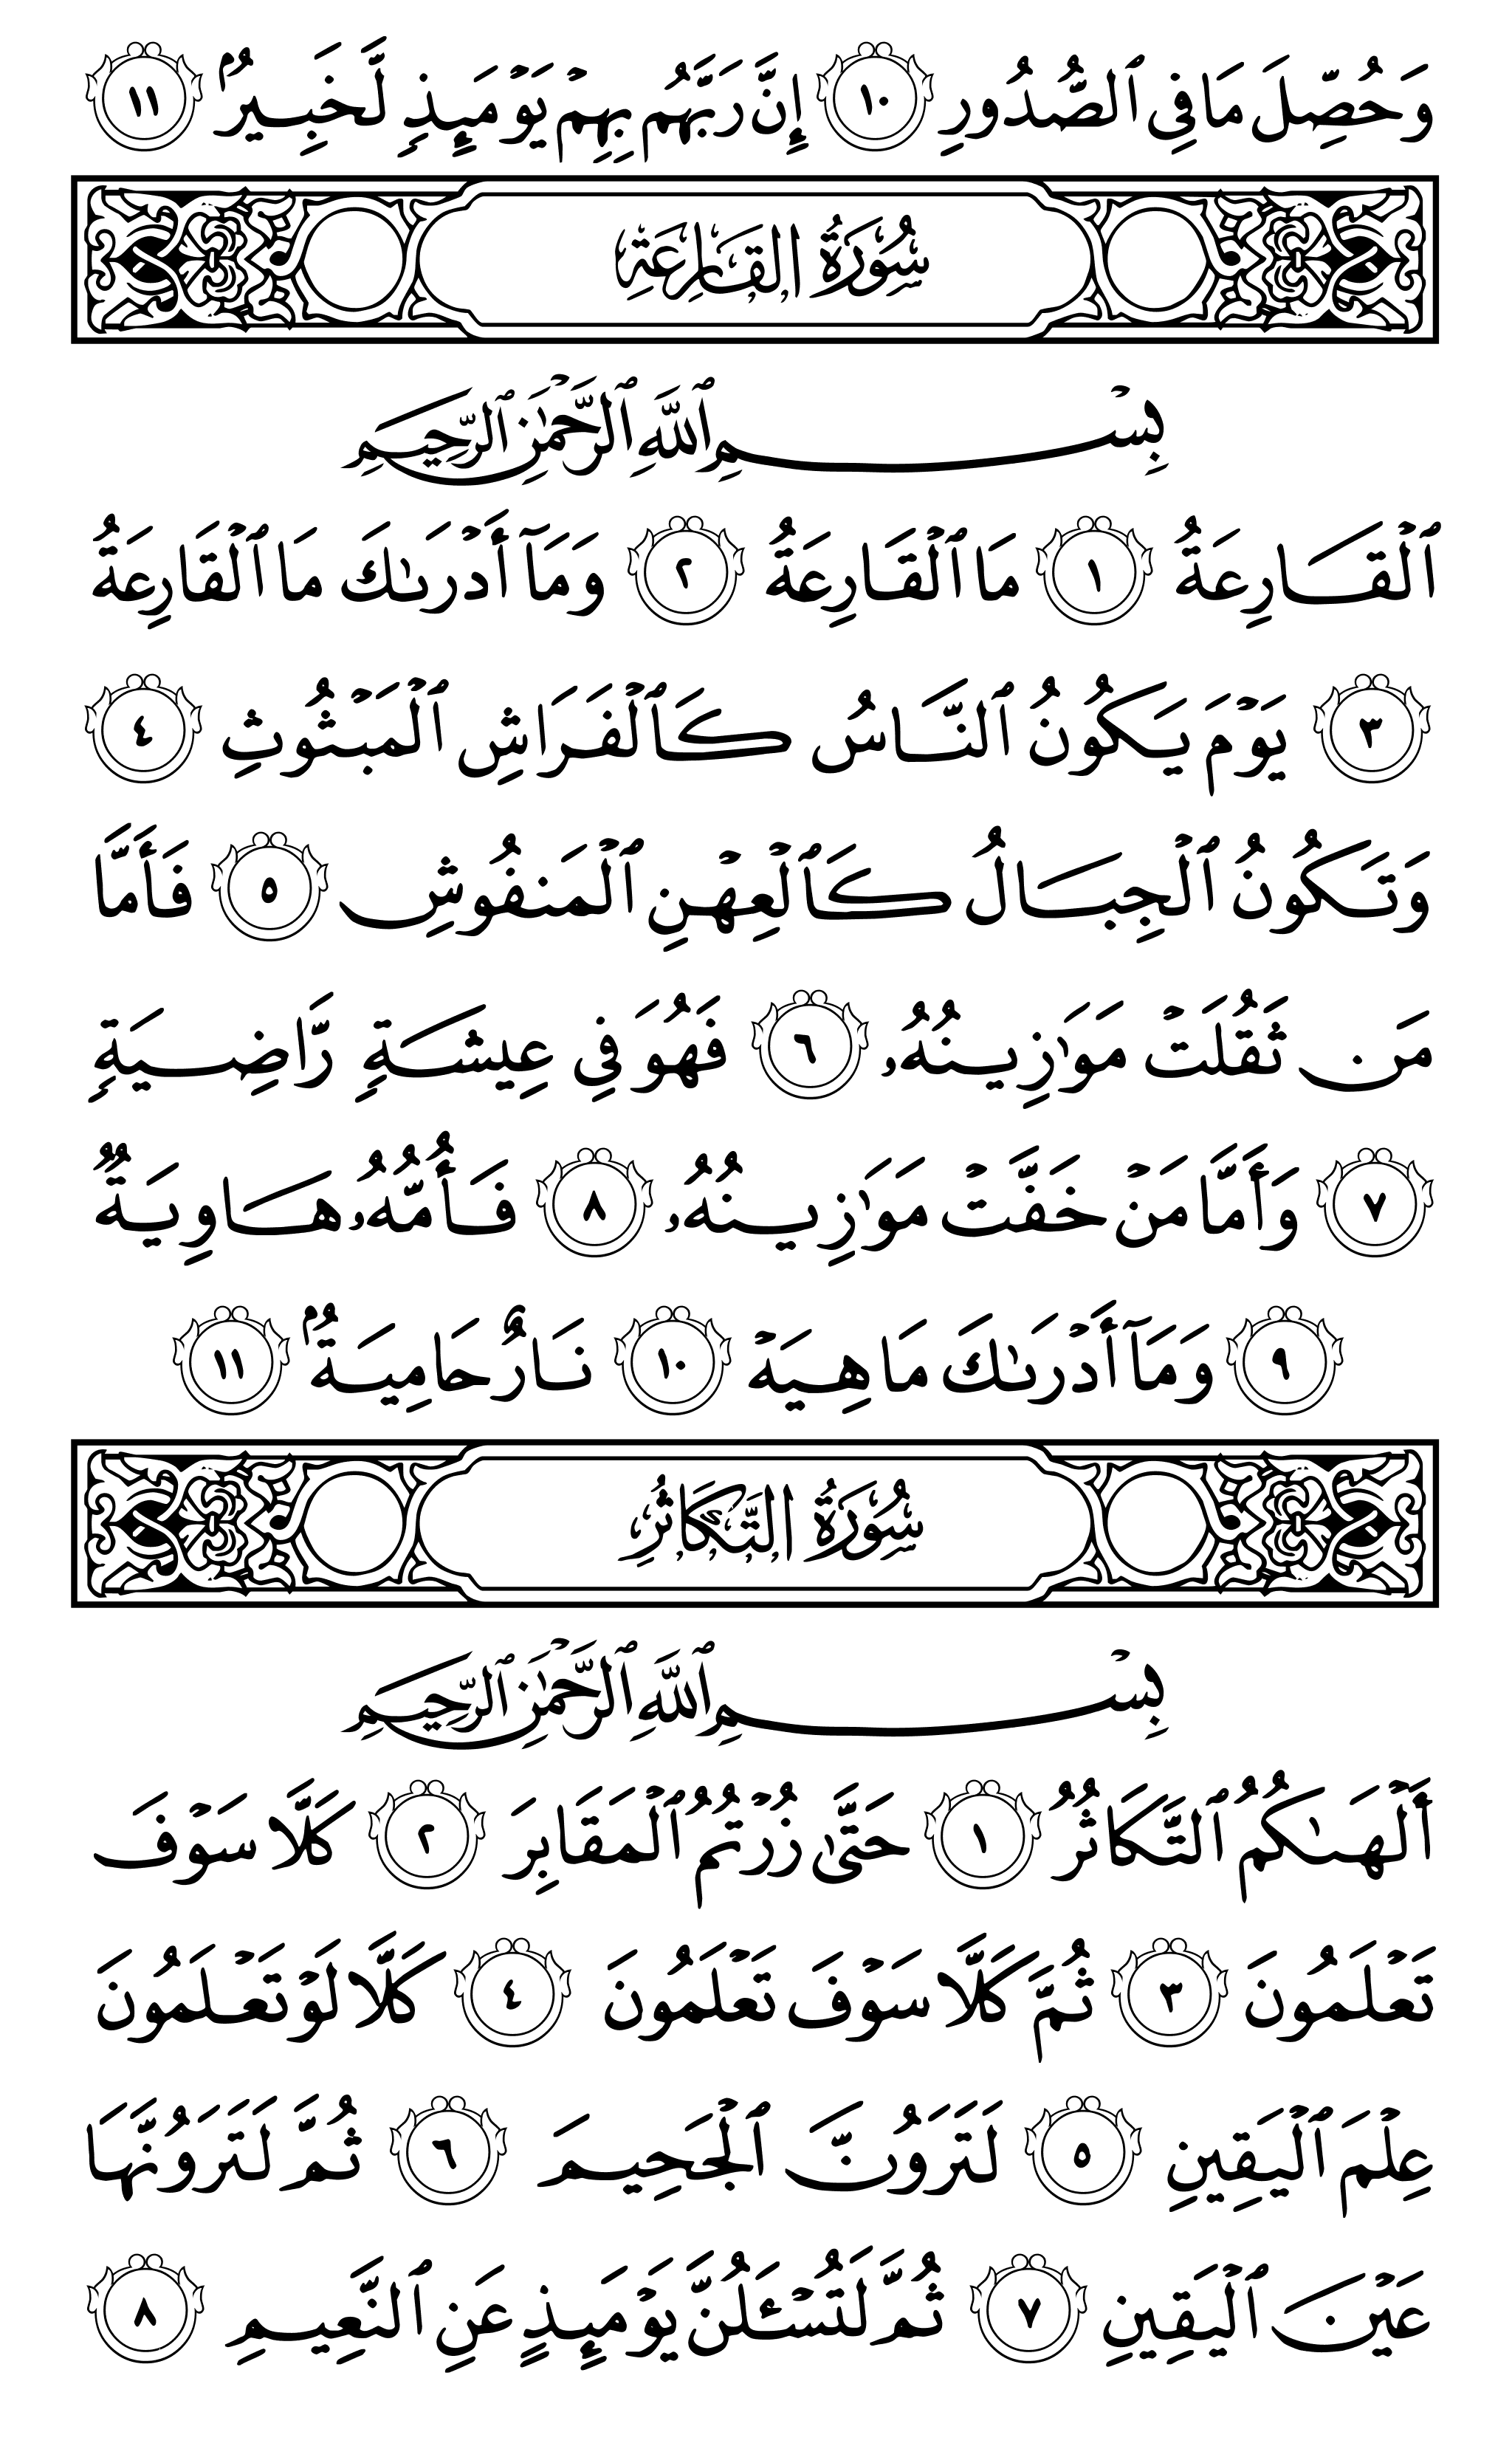 وَحُصِّلَ مَا فِى ٱلصُّدُورِ ١٠ إِنَّ رَبَّهُم بِهِمْ يَوْمَئِذٍ لَّخَبِيرٌۢ ١١
سُورَةُ القَارِعَةِ
بِسْمِ ٱللَّهِ ٱلرَّحْمَٰنِ ٱلرَّحِيمِ
ٱلْقَارِعَةُ ١ مَا ٱلْقَارِعَةُ ٢ وَمَآ أَدْرَىٰكَ مَا ٱلْقَارِعَةُ
٣ يَوْمَ يَكُونُ ٱلنَّاسُ كَٱلْفَرَاشِ ٱلْمَبْثُوثِ ٤
وَتَكُونُ ٱلْجِبَالُ كَٱلْعِهْنِ ٱلْمَنفُوشِ ٥ فَأَمَّا
مَن ثَقُلَتْ مَوَٰزِينُهُۥ ٦ فَهُوَ فِى عِيشَةٍ رَّاضِيَةٍ
٧ وَأَمَّا مَنْ خَفَّتْ مَوَٰزِينُهُۥ ٨ فَأُمُّهُۥ هَاوِيَةٌ
٩ وَمَآ أَدْرَىٰكَ مَا هِيَهْ ١٠ نَارٌ حَامِيَةٌۢ ١١
سُورَةُ التَّكَاثُرِ
بِسْمِ ٱللَّهِ ٱلرَّحْمَٰنِ ٱلرَّحِيمِ
أَلْهَىٰكُمُ ٱلتَّكَاثُرُ ١ حَتَّىٰ زُرْتُمُ ٱلْمَقَابِرَ ٢ كَلَّا سَوْفَ
تَعْلَمُونَ ٣ ثُمَّ كَلَّا سَوْفَ تَعْلَمُونَ ٤ كَلَّا لَوْ تَعْلَمُونَ
عِلْمَ ٱلْيَقِينِ ٥ لَتَرَوُنَّ ٱلْجَحِيمَ ٦ ثُمَّ لَتَرَوُنَّهَا
عَيْنَ ٱلْيَقِينِ ٧ ثُمَّ لَتُسْـَٔلُنَّ يَوْمَئِذٍ عَنِ ٱلنَّعِيمِ ٨